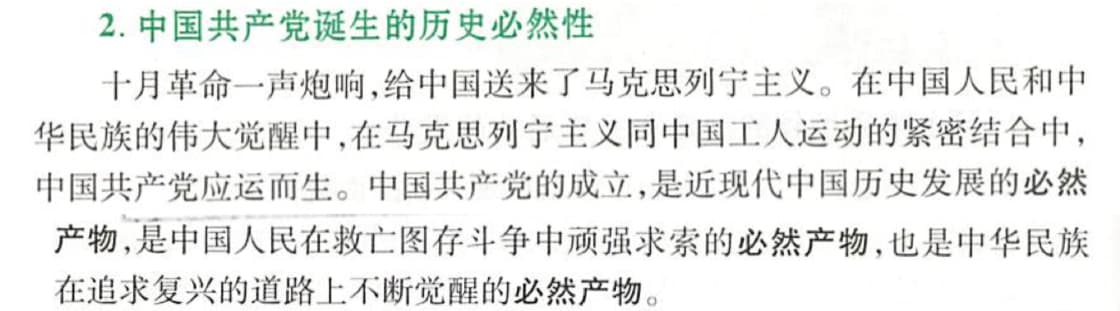 2. 中国共产党诞生的历史必然性
十月革命一声炮响,给中国送来了马克思列宁主义。在中国人民和中
华民族的伟大觉醒中,在马克思列宁主义同中国工人运动的紧密结合中,
中国共产党应运而生。中国共产党的成立,是近现代中国历史发展的必然
产物,是中国人民在救亡图存斗争中顽强求索的必然产物,也是中华民族
在追求复兴的道路上不断觉醒的必然产物。